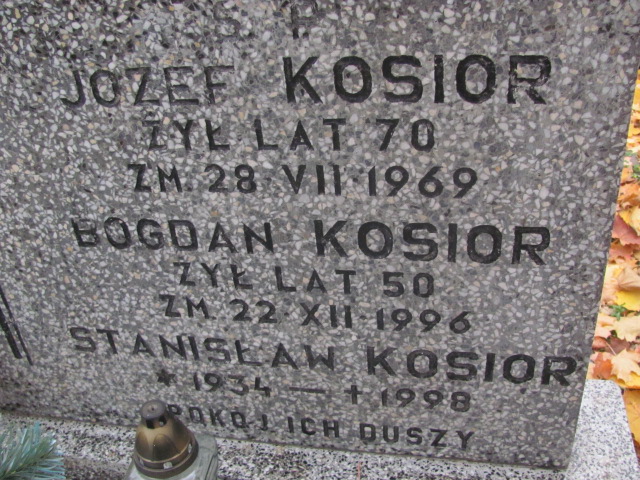 Ś P
JÓZEF KOSIOR
ŻYŁ LAT 70
ZM. 28 VII 1969
BOGDAN KOSIOR
ŻYŁ LAT 50
ZM. 22 XII 1996
STANISŁAW KOSIOR
* 1934 — + 1998
POKÓJ ICH DUSZY